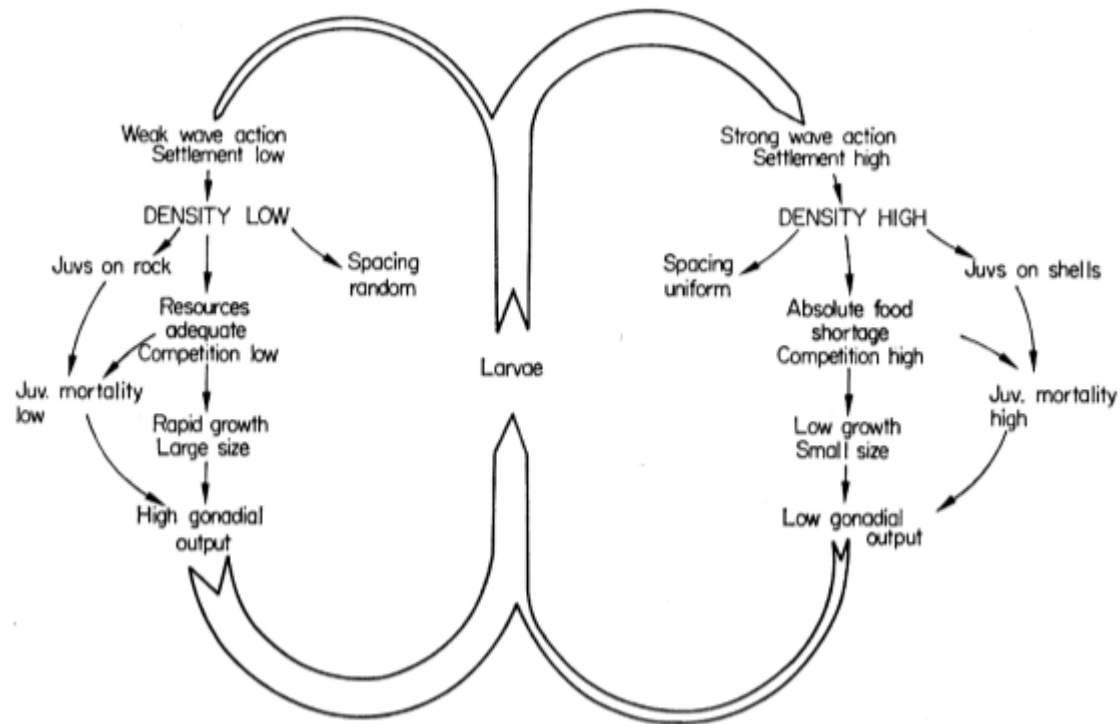 Weak wave action
Settlement low
DENSITY LOW
Juvs on rock
Spacing
random
Resources
adequate
Competition low
Juv. mortality
low
Rapid growth
Large size
High gonadial
output
Larvae
Strong wave action
Settlement high
DENSITY HIGH
Spacing
uniform
Juvs on shells
Absolute food
shortage
Competition high
Juv. mortality
high
Low growth
Small size
Low gonadial
output